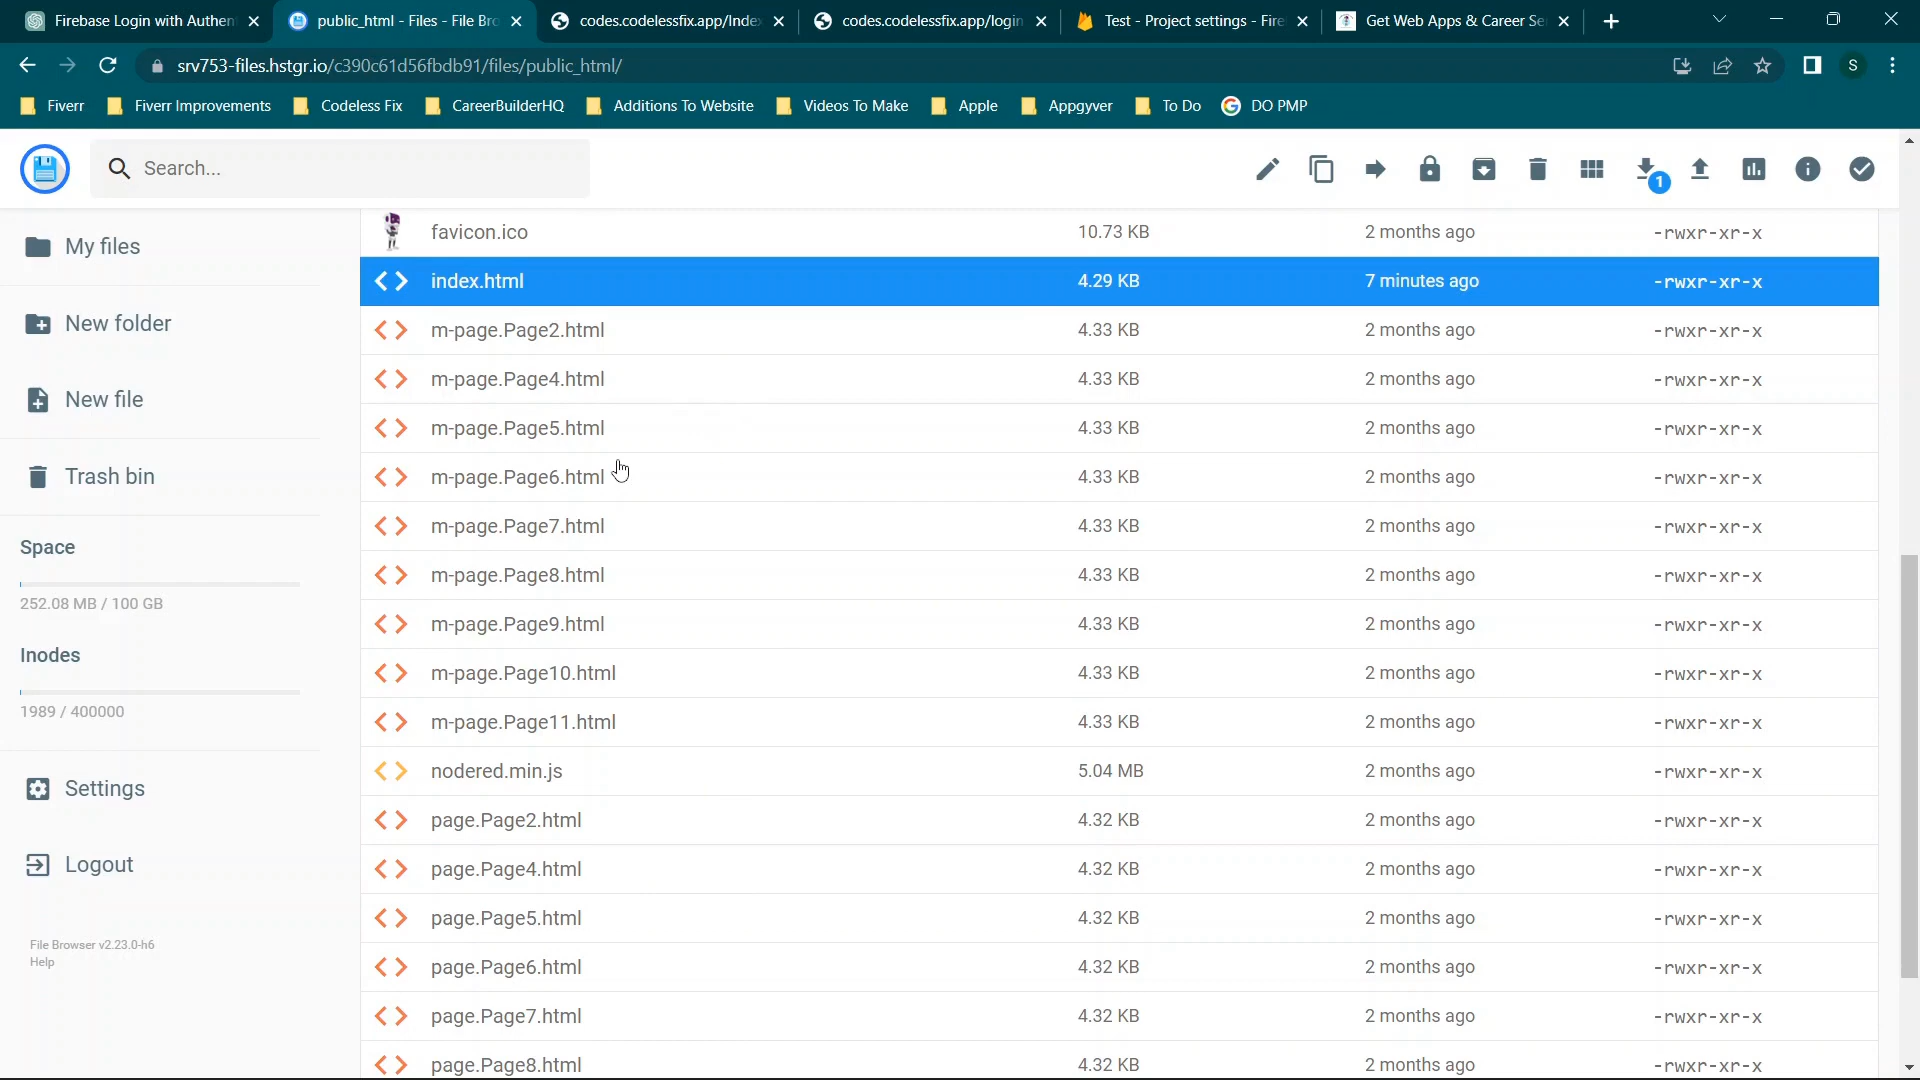 Firebase Login with Authen
public_html - Files - File Bro
codes.codelessfix.app/Index
codes.codelessfix.app/login
Test - Project settings - Fire
Get Web Apps & Career Se
srv753-files.hstgr.io/c390c61d56fbdb91/files/public_html/
S
Fiverr
Fiverr Improvements
Codeless Fix
CareerBuilderHQ
Additions To Website
Videos To Make
Apple
Appgyver
To Do
DO PMP
Search...
1
My files
New folder
New file
Trash bin
Space
252.08 MB / 100 GB
Inodes
1989 / 400000
Settings
Logout
File Browser v2.23.0-h6
Help
favicon.ico 10.73 KB 2 months ago -rwxr-xr-x
index.html 4.29 KB 7 minutes ago -rwxr-xr-x
m-page.Page2.html 4.33 KB 2 months ago -rwxr-xr-x
m-page.Page4.html 4.33 KB 2 months ago -rwxr-xr-x
m-page.Page5.html 4.33 KB 2 months ago -rwxr-xr-x
m-page.Page6.html 4.33 KB 2 months ago -rwxr-xr-x
m-page.Page7.html 4.33 KB 2 months ago -rwxr-xr-x
m-page.Page8.html 4.33 KB 2 months ago -rwxr-xr-x
m-page.Page9.html 4.33 KB 2 months ago -rwxr-xr-x
m-page.Page10.html 4.33 KB 2 months ago -rwxr-xr-x
m-page.Page11.html 4.33 KB 2 months ago -rwxr-xr-x
nodered.min.js 5.04 MB 2 months ago -rwxr-xr-x
page.Page2.html 4.32 KB 2 months ago -rwxr-xr-x
page.Page4.html 4.32 KB 2 months ago -rwxr-xr-x
page.Page5.html 4.32 KB 2 months ago -rwxr-xr-x
page.Page6.html 4.32 KB 2 months ago -rwxr-xr-x
page.Page7.html 4.32 KB 2 months ago -rwxr-xr-x
page.Page8.html 4.32 KB 2 months ago -rwxr-xr-x